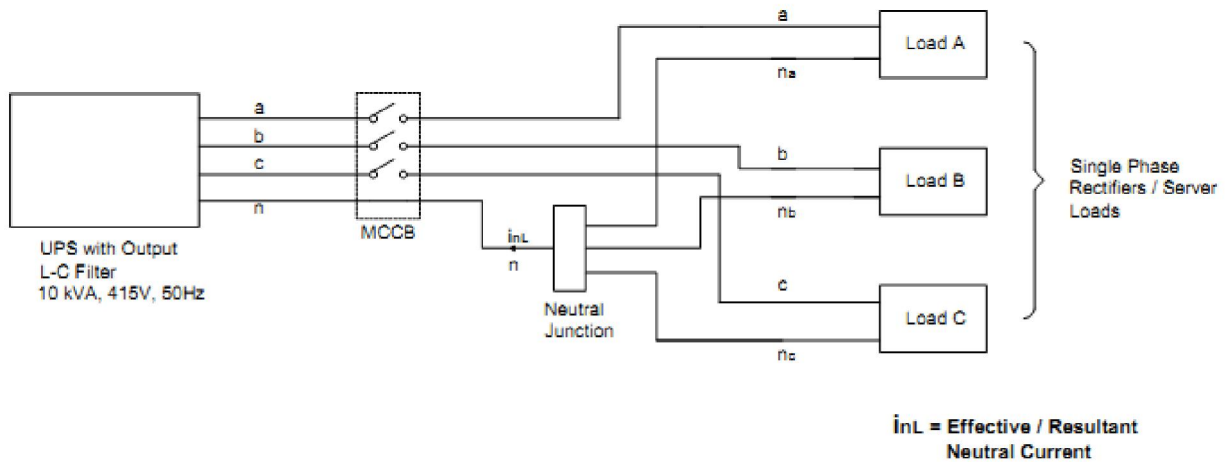 a
Load A
na
a
b
c
n
MCCB
b
Load B
nb
Single Phase
Rectifiers / Server
Loads
UPS with Output
L-C Filter
10 kVA, 415V, 50Hz
inL
n
Neutral
Junction
c
Load C
nc
inL = Effective / Resultant
Neutral Current